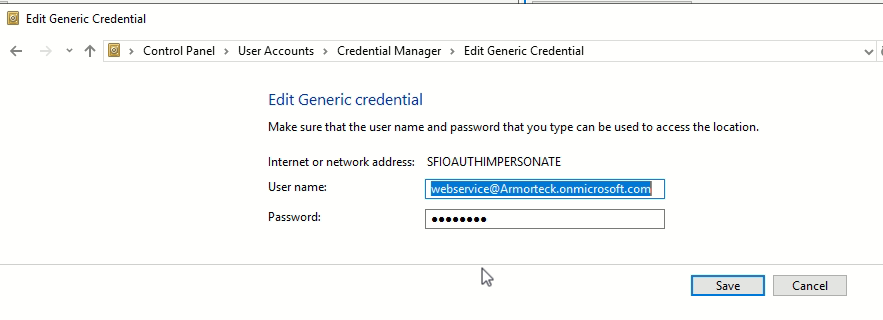 Edit Generic Credential
Control Panel > User Accounts > Credential Manager > Edit Generic Credential
Edit Generic credential
Make sure that the user name and password that you type can be used to access the location.
Internet or network address: SFIOAUTHIMPERSONATE
User name: webservice@Armorteck.onmicrosoft.com
Password: ••••••••
Save Cancel